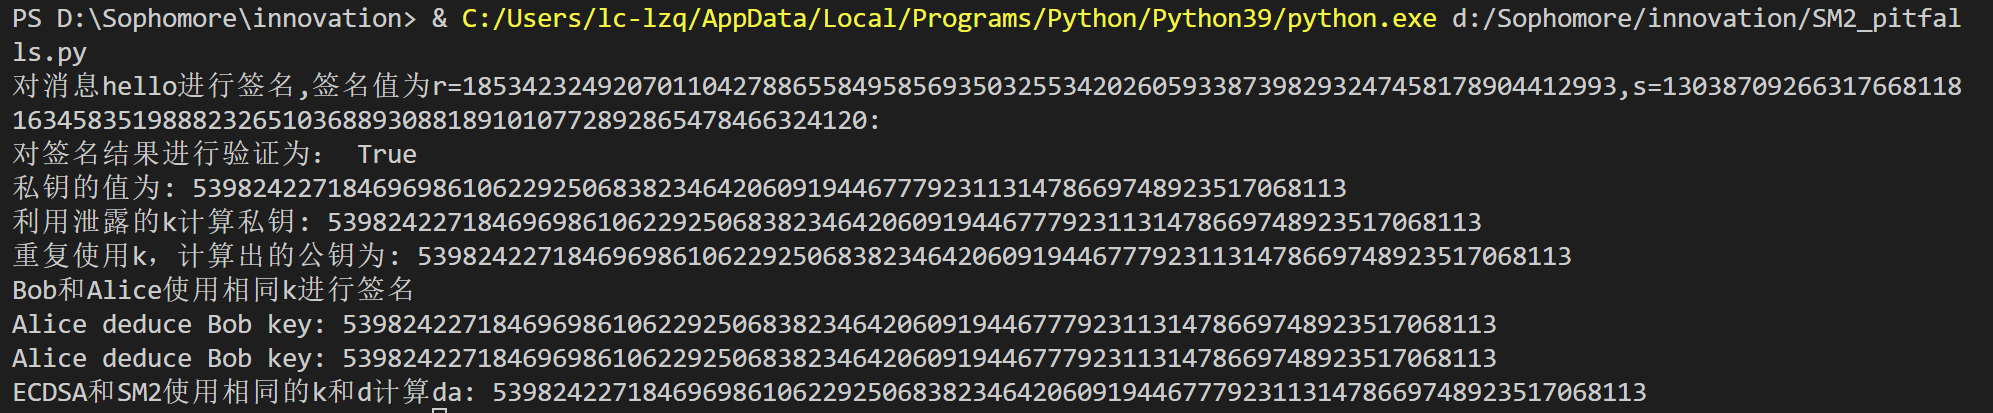 PS D:\Sophomore\innovation> & C:/Users/lc-lzq/AppData/Local/Programs/Python/Python39/python.exe d:/Sophomore/innovation/SM2_pitfal
ls.py
对消息hello进行签名,签名值为r=18534232492070110427886558495856935032553420260593387398293247458178904412993,s=13038709266317668118
163458351988823265103688930881891010772892865478466324120:
对签名结果进行验证为： True
私钥的值为: 53982422718469698610622925068382346420609194467779231131478669748923517068113
利用泄露的k计算私钥: 53982422718469698610622925068382346420609194467779231131478669748923517068113
重复使用k，计算出的公钥为: 53982422718469698610622925068382346420609194467779231131478669748923517068113
Bob和Alice使用相同k进行签名
Alice deduce Bob key: 53982422718469698610622925068382346420609194467779231131478669748923517068113
Alice deduce Bob key: 53982422718469698610622925068382346420609194467779231131478669748923517068113
ECDSA和SM2使用相同的k和d计算da: 53982422718469698610622925068382346420609194467779231131478669748923517068113